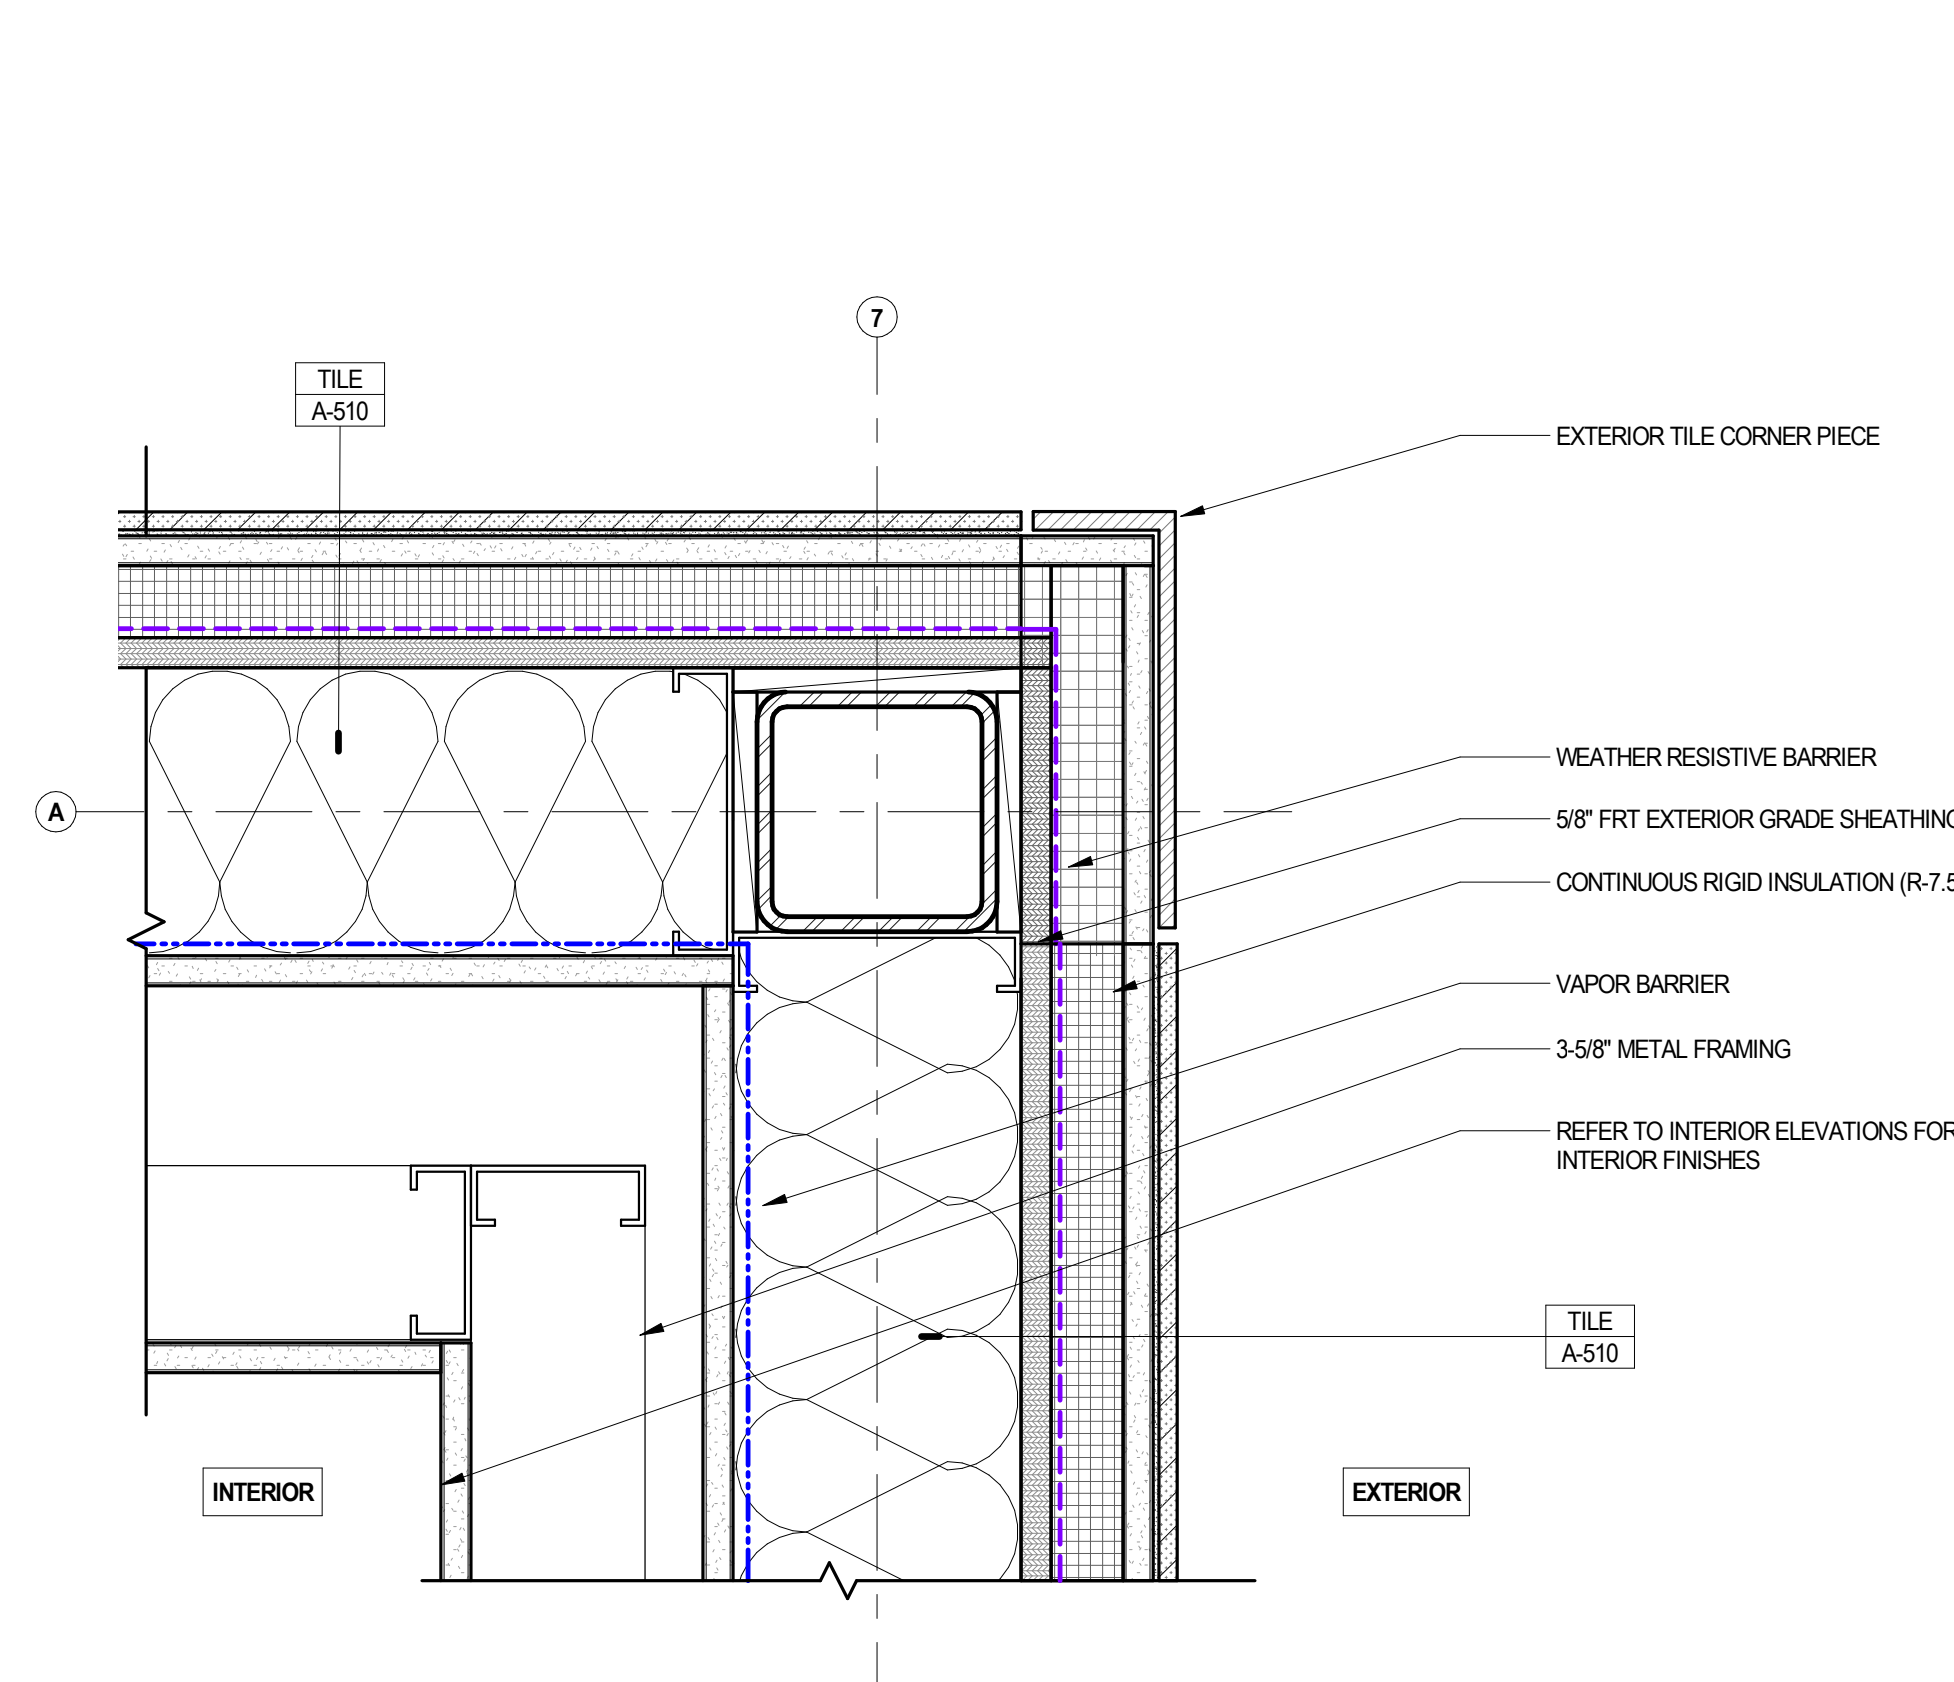 7
TILE
A-510
EXTERIOR TILE CORNER PIECE
WEATHER RESISTIVE BARRIER
A
5/8" FRT EXTERIOR GRADE SHEATHING
CONTINUOUS RIGID INSULATION (R-7.5
VAPOR BARRIER
3-5/8" METAL FRAMING
REFER TO INTERIOR ELEVATIONS FOR
INTERIOR FINISHES
TILE
A-510
INTERIOR
EXTERIOR